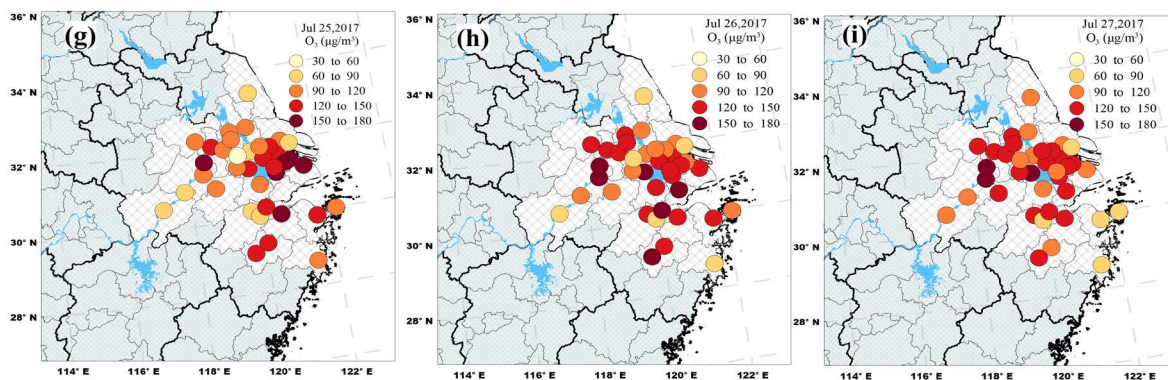 (g)
Jul 25,2017
O₃ (μg/m³)
30 to 60
60 to 90
90 to 120
120 to 150
150 to 180
36° N
34° N
32° N
30° N
28° N
114° E
116° E
118° E
120° E
122° E
(h)
Jul 26,2017
O₃ (μg/m³)
30 to 60
60 to 90
90 to 120
120 to 150
150 to 180
36° N
34° N
32° N
30° N
28° N
114° E
116° E
118° E
120° E
122° E
(i)
Jul 27,2017
O₃ (μg/m³)
30 to 60
60 to 90
90 to 120
120 to 150
150 to 180
36° N
34° N
32° N
30° N
28° N
114° E
116° E
118° E
120° E
122° E